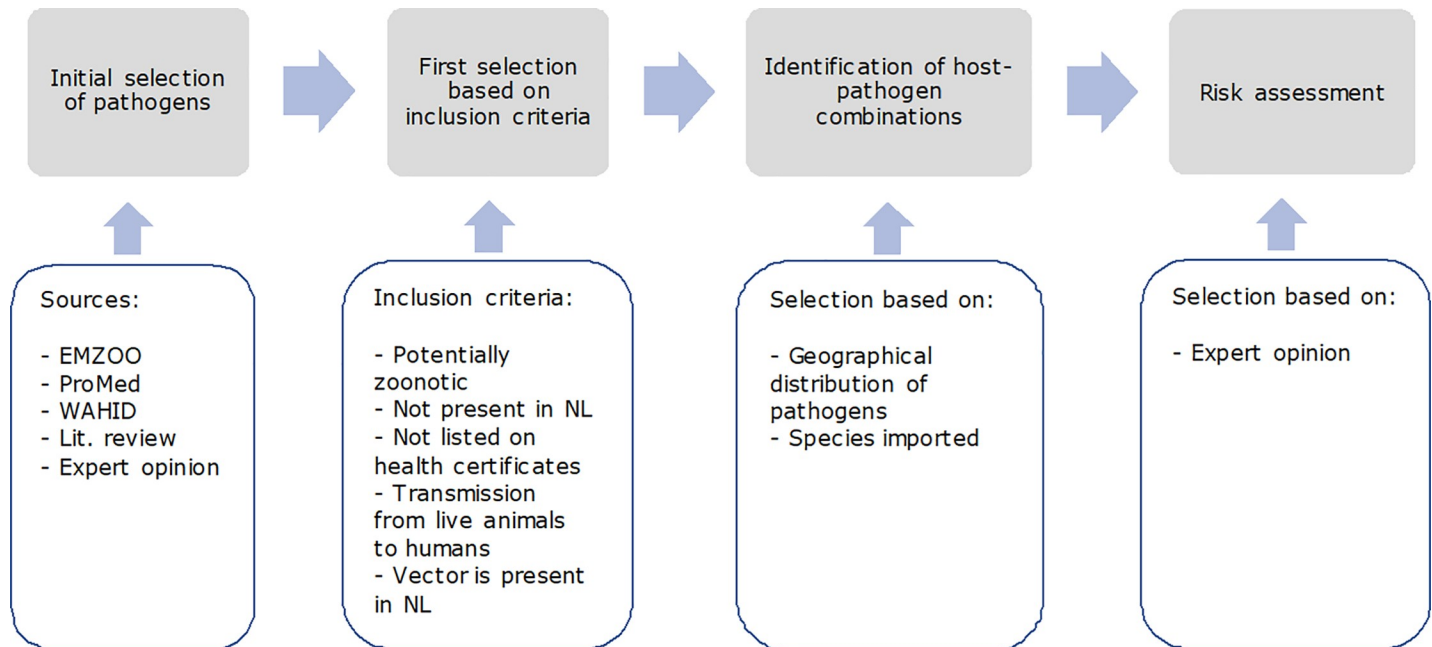 Initial selection
of pathogens
First selection
based on
inclusion criteria
Identification of host-
pathogen
combinations
Risk assessment
Sources:
- EMZOO
- ProMed
- WAHID
- Lit. review
- Expert opinion
Inclusion criteria:
- Potentially
zoonotic
- Not present in NL
- Not listed on
health certificates
- Transmission
from live animals
to humans
- Vector is present
in NL
Selection based on:
- Geographical
distribution of
pathogens
- Species imported
Selection based on:
- Expert opinion